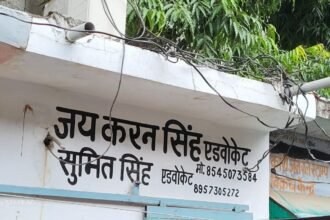 जय करन सिंह एडवोकेट
मो: 8545073584
सुमित सिंह एडवोकेट
8957305272